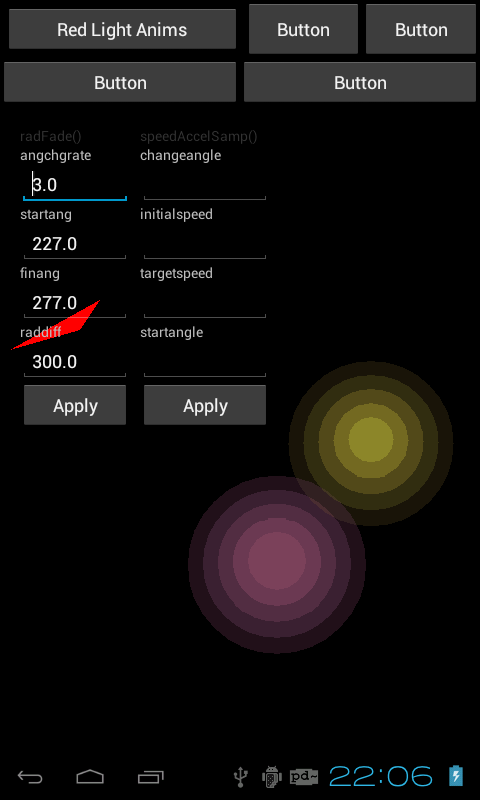 Red Light Anims Button Button
Button Button
radFade() speedAccelSamp()
angchgrate changeangle
3.0
startang initialspeed
227.0
finang targetspeed
277.0
raddiff startangle
300.0
Apply Apply
pd~ 22:06